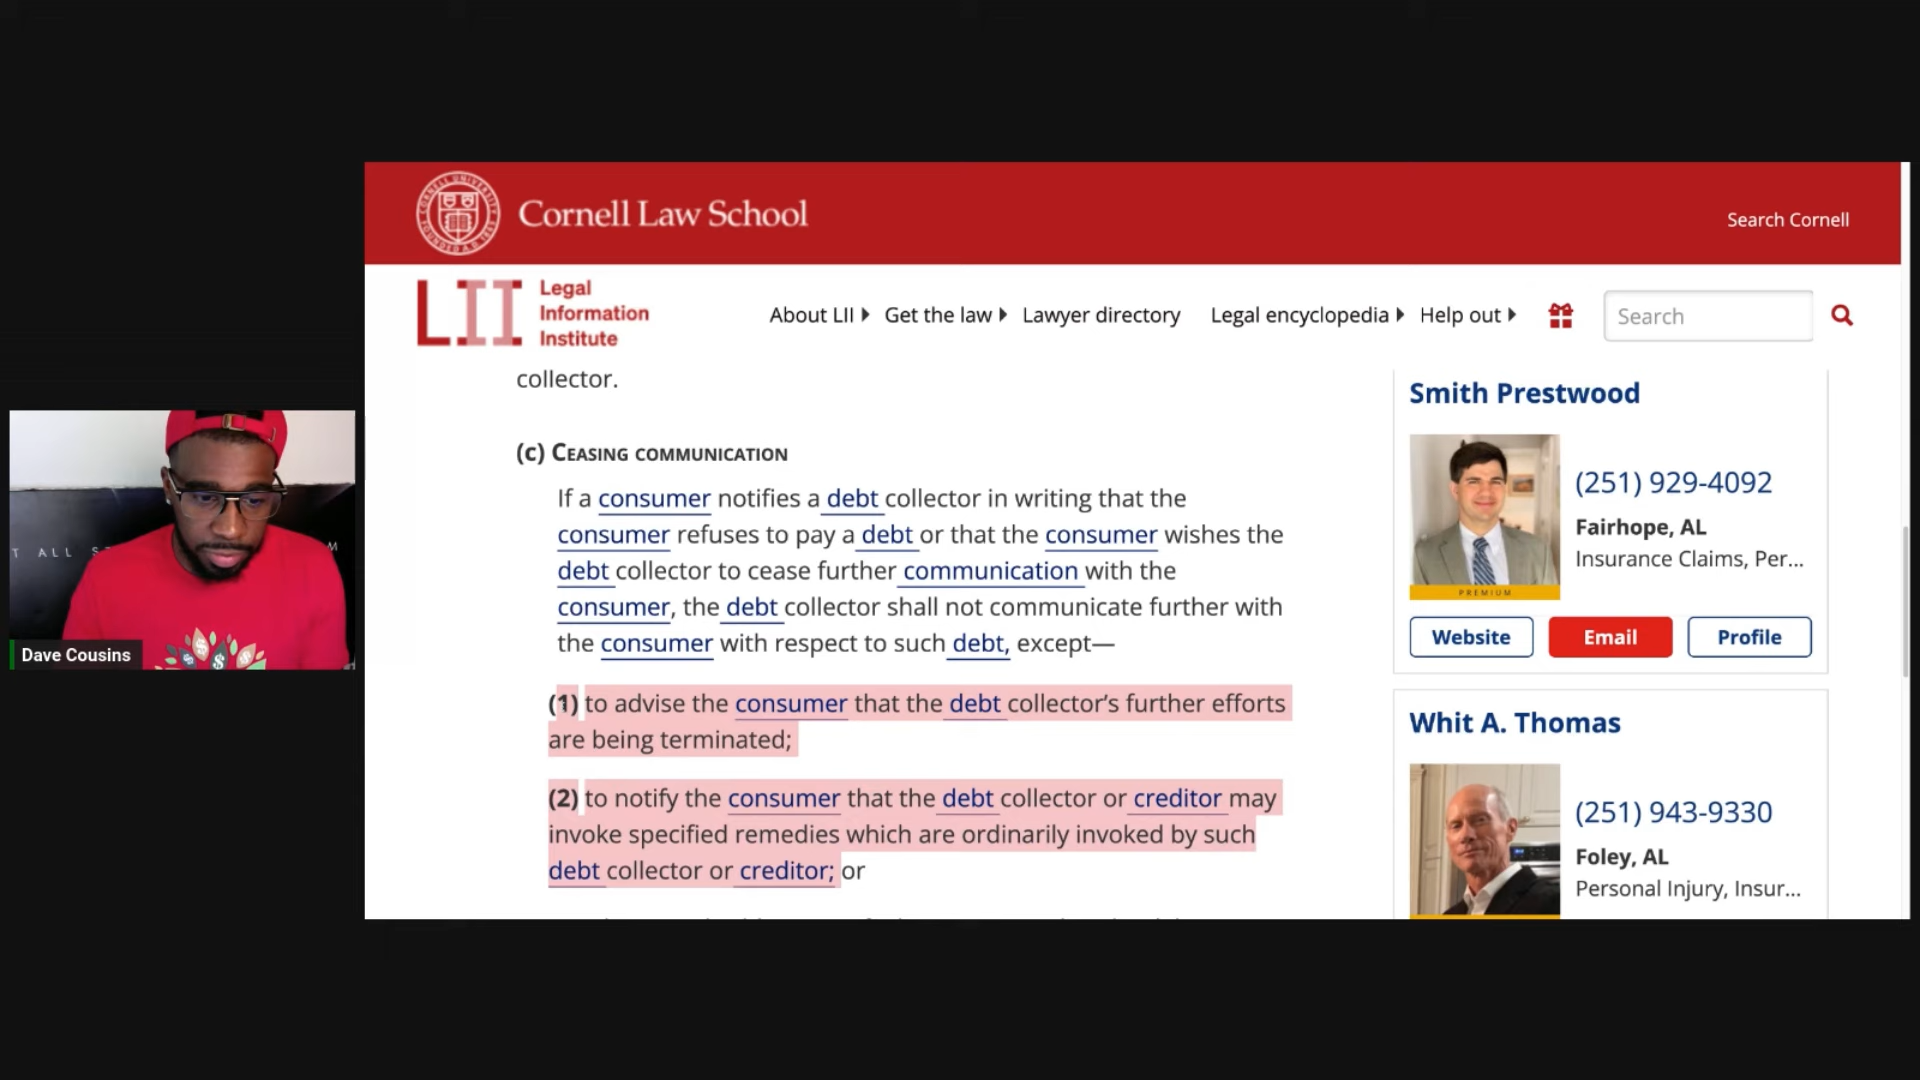 Cornell Law School
Search Cornell
LII
Legal
Information
Institute
About LII
Get the law
Lawyer directory
Legal encyclopedia
Help out
Search
collector.
(c) CEASING COMMUNICATION
If a consumer notifies a debt collector in writing that the
consumer refuses to pay a debt or that the consumer wishes the
debt collector to cease further communication with the
consumer, the debt collector shall not communicate further with
the consumer with respect to such debt, except—
(1) to advise the consumer that the debt collector’s further efforts
are being terminated;
(2) to notify the consumer that the debt collector or creditor may
invoke specified remedies which are ordinarily invoked by such
debt collector or creditor; or
Smith Prestwood
(251) 929-4092
Fairhope, AL
Insurance Claims, Per...
PREMIUM
Website
Email
Profile
Whit A. Thomas
(251) 943-9330
Foley, AL
Personal Injury, Insur...
T ALL S
M
Dave Cousins